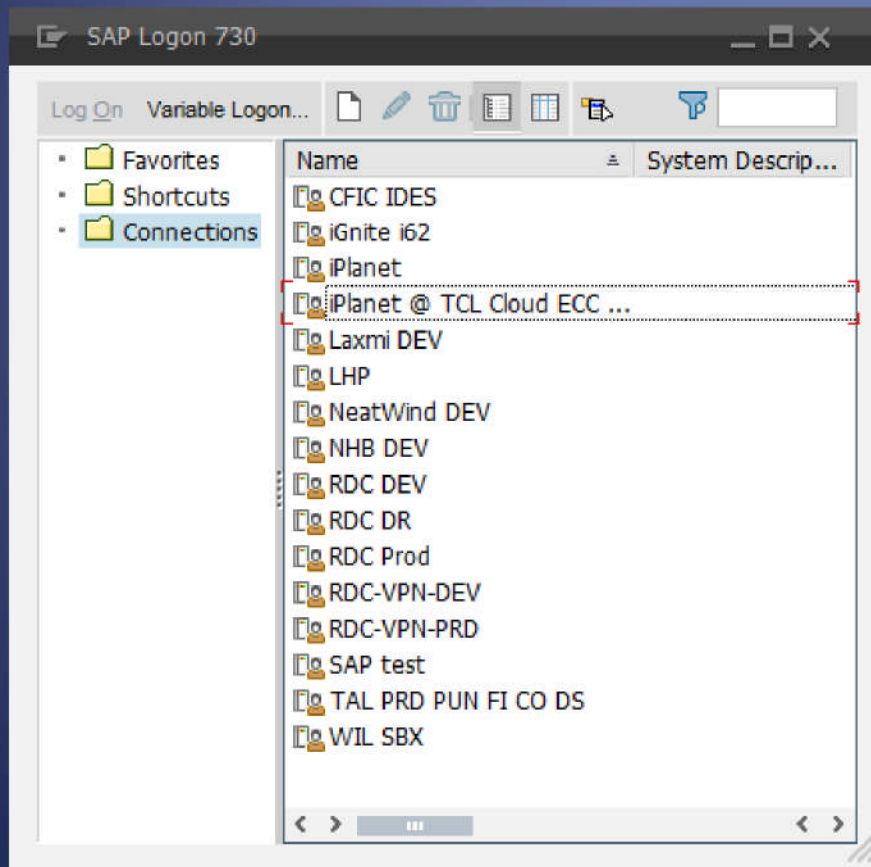 SAP Logon 730
Log On Variable Logon...
Favorites
Shortcuts
Connections
Name System Descrip...
CFIC IDES
iGnite i62
iPlanet
iPlanet @ TCL Cloud ECC ...
Laxmi DEV
LHP
NeatWind DEV
NHB DEV
RDC DEV
RDC DR
RDC Prod
RDC-VPN-DEV
RDC-VPN-PRD
SAP test
TAL PRD PUN FI CO DS
WIL SBX